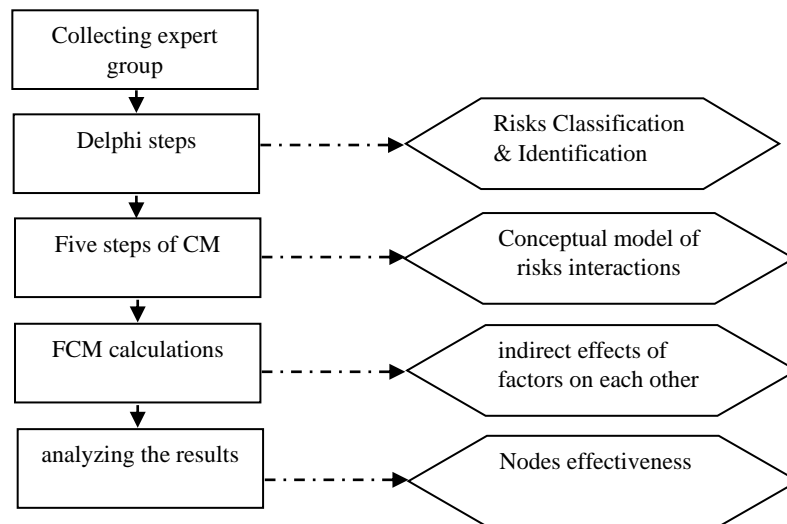 Collecting expert
group
Delphi steps
Risks Classification
& Identification
Five steps of CM
Conceptual model of
risks interactions
FCM calculations
indirect effects of
factors on each other
analyzing the results
Nodes effectiveness